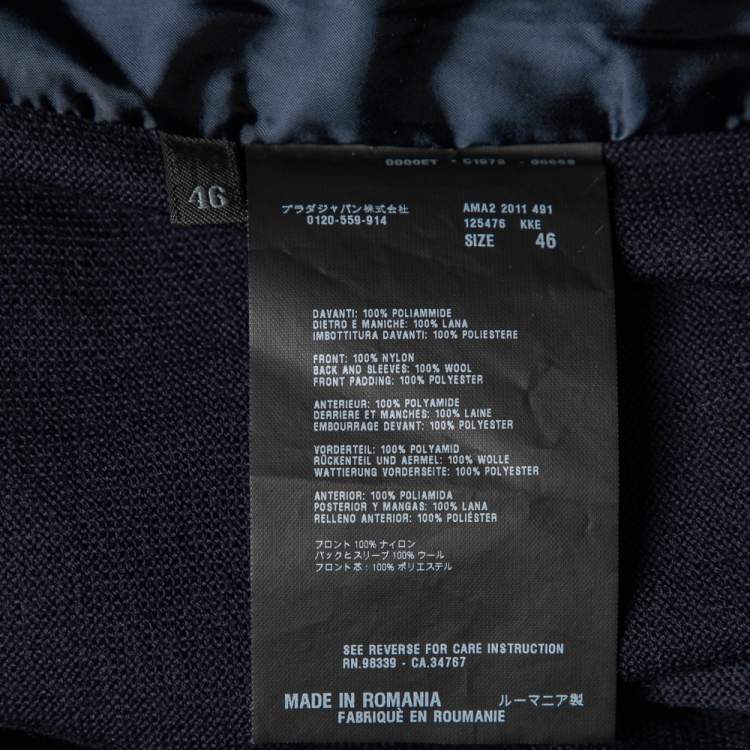 46
プラダジャパン株式会社
0120-559-914
AMA2 2011 491
125476 KKE
SIZE 46
DAVANTI: 100% POLIAMMIDE
DIETRO E MANICHE: 100% LANA
IMBOTTITURA DAVANTI: 100% POLIESTERE
FRONT: 100% NYLON
BACK AND SLEEVES: 100% WOOL
FRONT PADDING: 100% POLYESTER
ANTERIEUR: 100% POLYAMIDE
DERRIERE ET MANCHES: 100% LAINE
EMBOURRAGE DEVANT: 100% POLYESTER
VORDERTEIL: 100% POLYAMID
RÜCKENTEIL UND AERMEL: 100% WOLLE
WATTIERUNG VORDERSEITE: 100% POLYESTER
ANTERIOR: 100% POLIAMIDA
POSTERIOR Y MANGAS: 100% LANA
RELLENO ANTERIOR: 100% POLIÉSTER
フロント 100% ナイロン
バックとスリーブ 100% ウール
フロント 革 : 100% ポリエステル
SEE REVERSE FOR CARE INSTRUCTION
RN.98339 - CA.34767
MADE IN ROMANIA ルーマニア製
FABRIQUÈ EN ROUMANIE